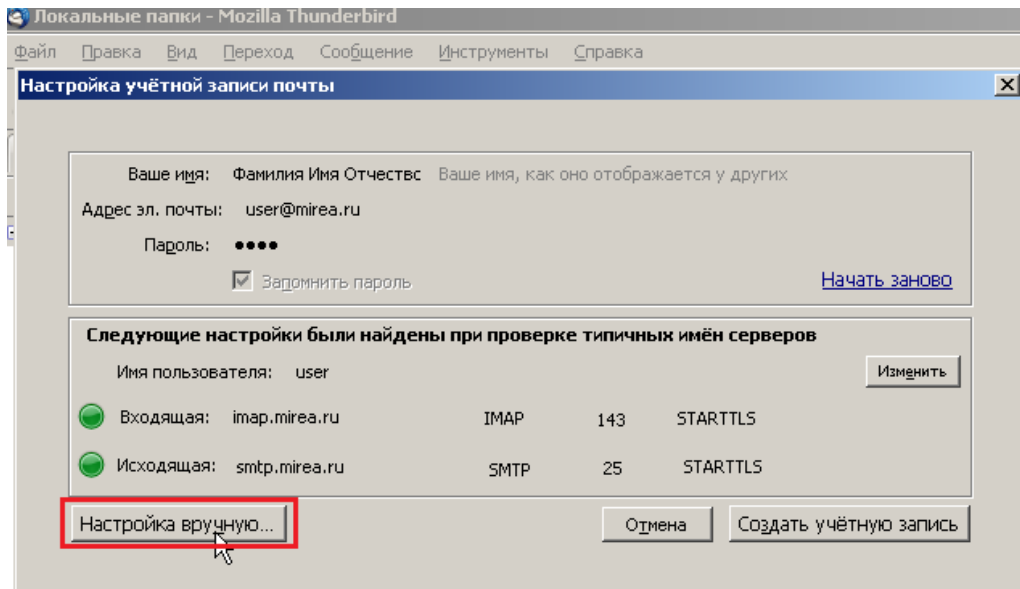 Локальные папки - Mozilla Thunderbird
Файл Правка Вид Переход Сообщение Инструменты Справка
Настройка учётной записи почты
Ваше имя: Фамилия Имя Отчествс Ваше имя, как оно отображается у других
Адрес эл. почты: user@mirea.ru
Пароль: ●●●●
Запомнить пароль Начать заново
Следующие настройки были найдены при проверке типичных имён серверов
Имя пользователя: user Изменить
Входящая: imap.mirea.ru IMAP 143 STARTTLS
Исходящая: smtp.mirea.ru SMTP 25 STARTTLS
Настройка вручную... Отмена Создать учётную запись